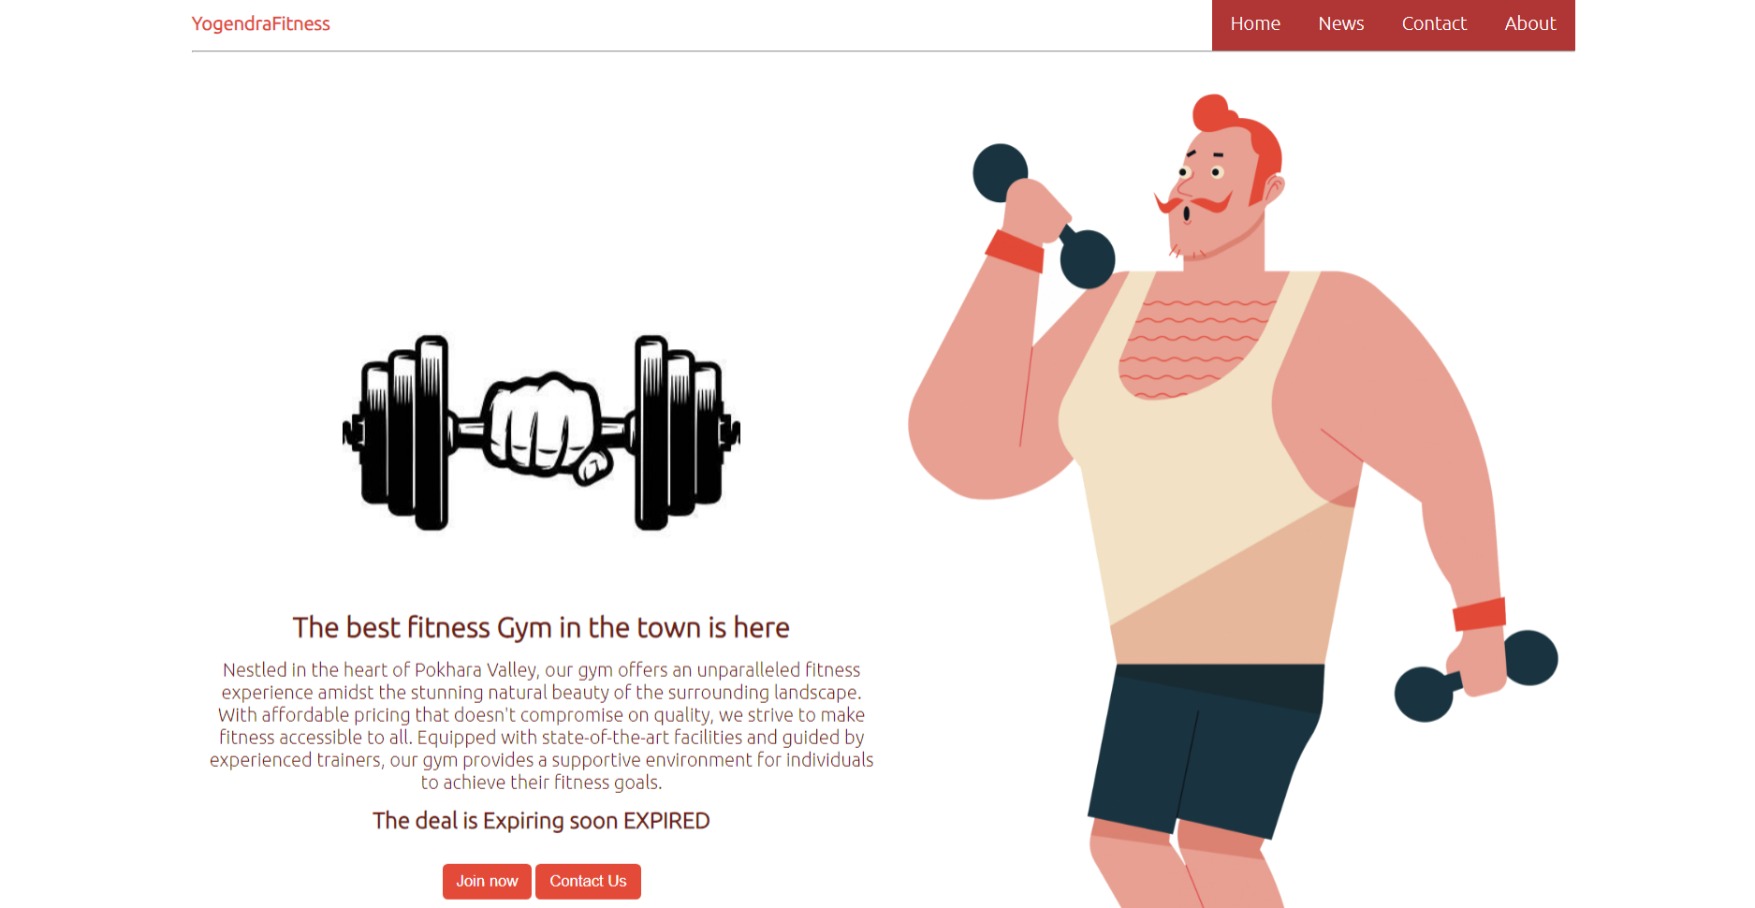 YogendraFitness
Home News Contact About
The best fitness Gym in the town is here
Nestled in the heart of Pokhara Valley, our gym offers an unparalleled fitness
experience amidst the stunning natural beauty of the surrounding landscape.
With affordable pricing that doesn't compromise on quality, we strive to make
fitness accessible to all. Equipped with state-of-the-art facilities and guided by
experienced trainers, our gym provides a supportive environment for individuals
to achieve their fitness goals.
The deal is Expiring soon EXPIRED
Join now Contact Us